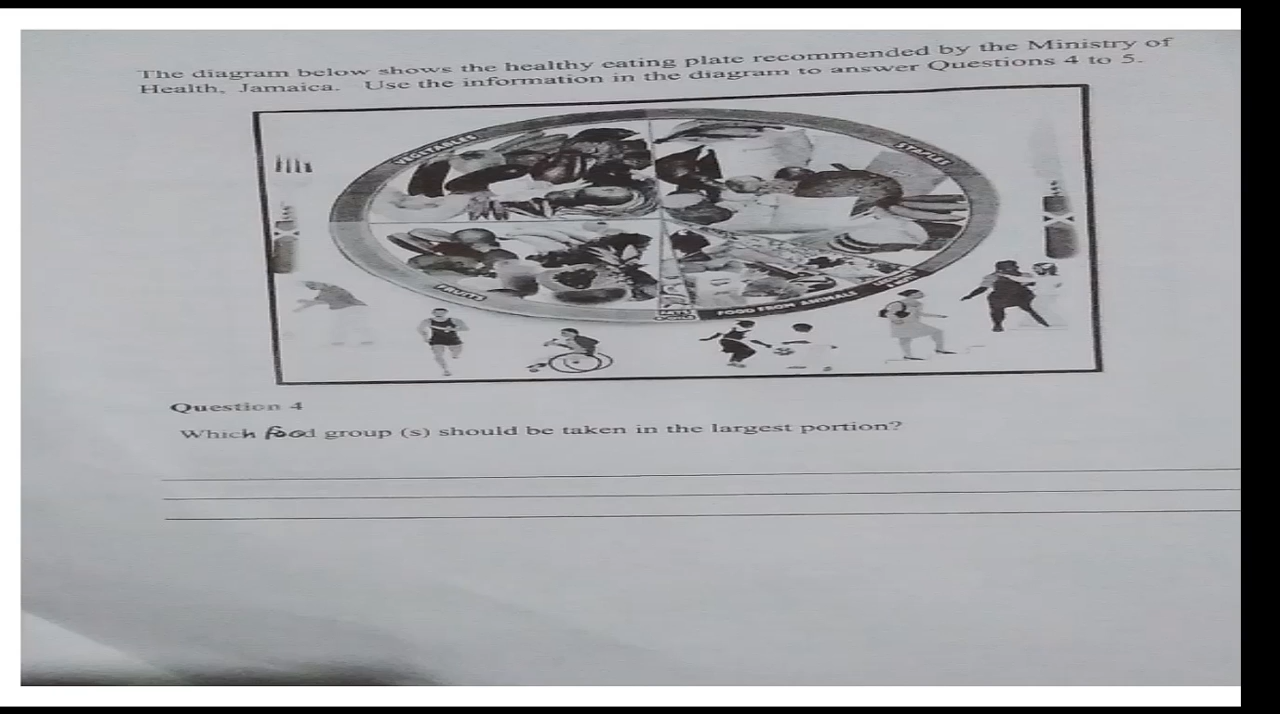 The diagram below shows the healthy eating plate recommended by the Ministry of
Health, Jamaica. Use the information in the diagram to answer Questions 4 to 5.
VEGETABLES
STAPLES
FRUITS
FATS
& OILS
FOOD FROM ANIMALS
Question 4
Which food group (s) should be taken in the largest portion?